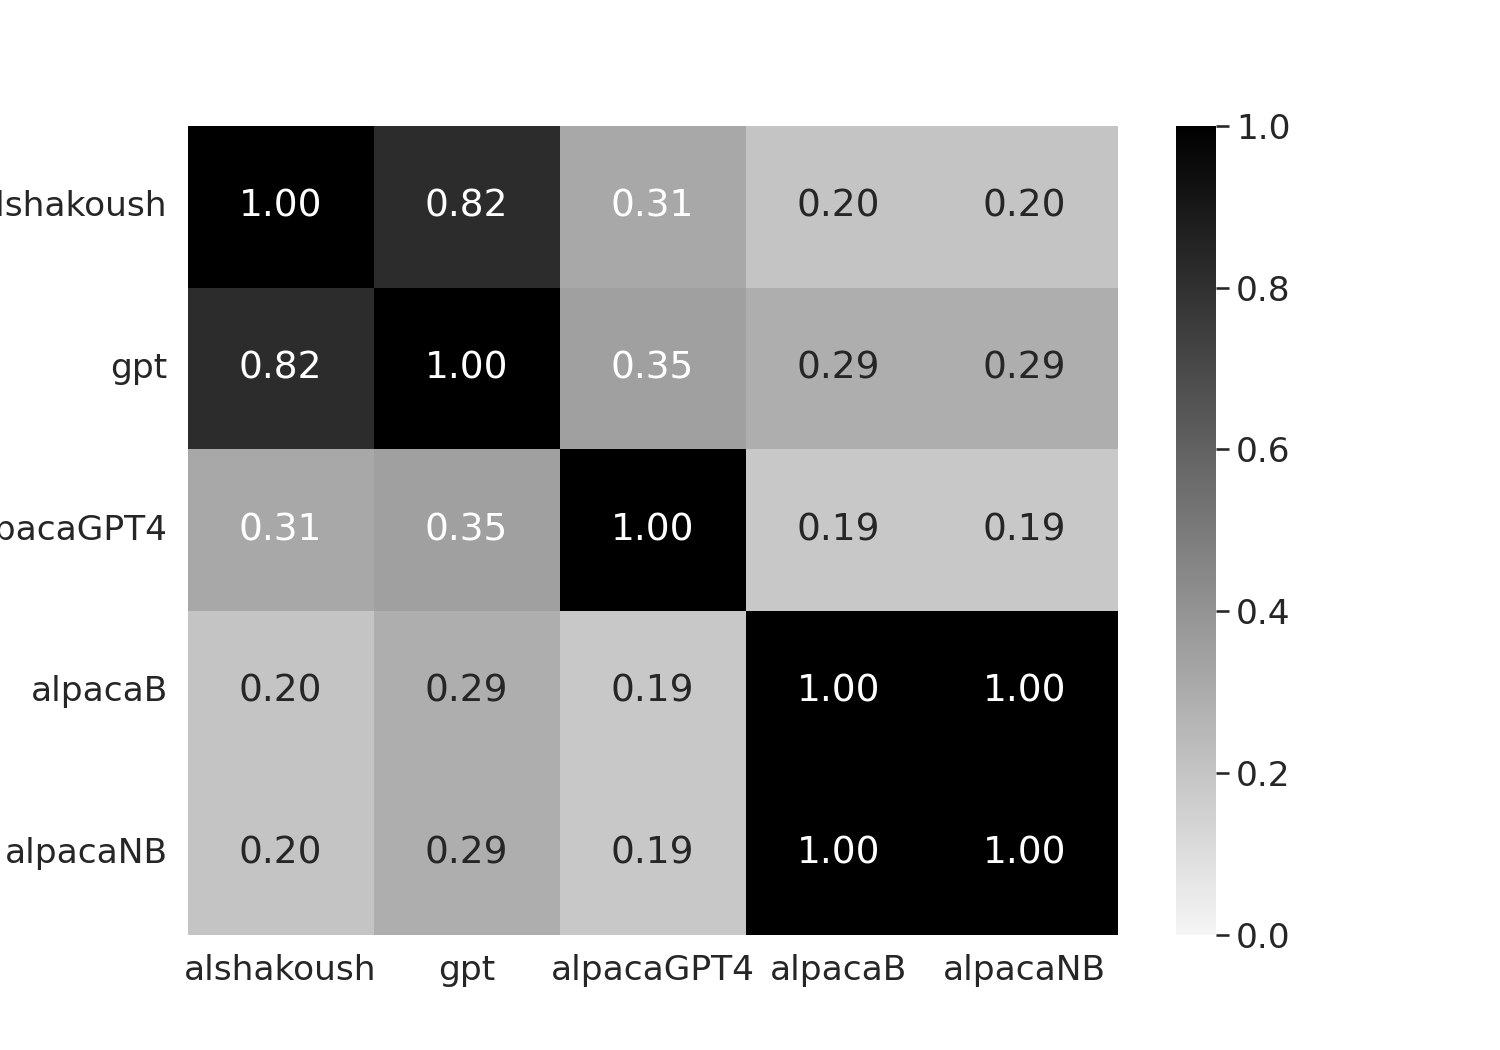 1.0
lshakoush 1.00 0.82 0.31 0.20 0.20
0.8
gpt 0.82 1.00 0.35 0.29 0.29
0.6
pacaGPT4 0.31 0.35 1.00 0.19 0.19
0.4
alpacaB 0.20 0.29 0.19 1.00 1.00
0.2
alpacaNB 0.20 0.29 0.19 1.00 1.00
0.0
alshakoush gpt alpacaGPT4 alpacaB alpacaNB